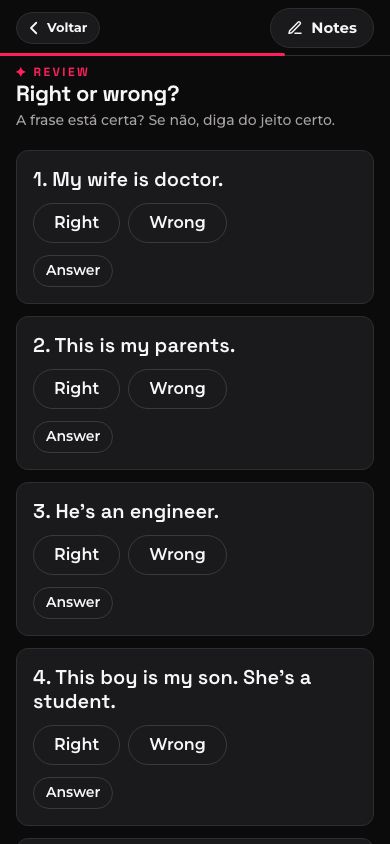 Voltar
Notes
REVIEW
Right or wrong?
A frase está certa? Se não, diga do jeito certo.
1. My wife is doctor.
Right
Wrong
Answer
2. This is my parents.
Right
Wrong
Answer
3. He's an engineer.
Right
Wrong
Answer
4. This boy is my son. She's a
student.
Right
Wrong
Answer